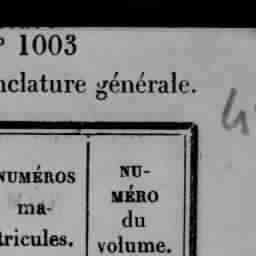 ° 1003
nclature générale.
NUMÉROS
ma-
tricules.
NU-
MÉRO
du
volume.